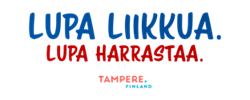 LUPA LIIKKUA.
LUPA HARRASTAA.
TAMPERE.
FINLAND